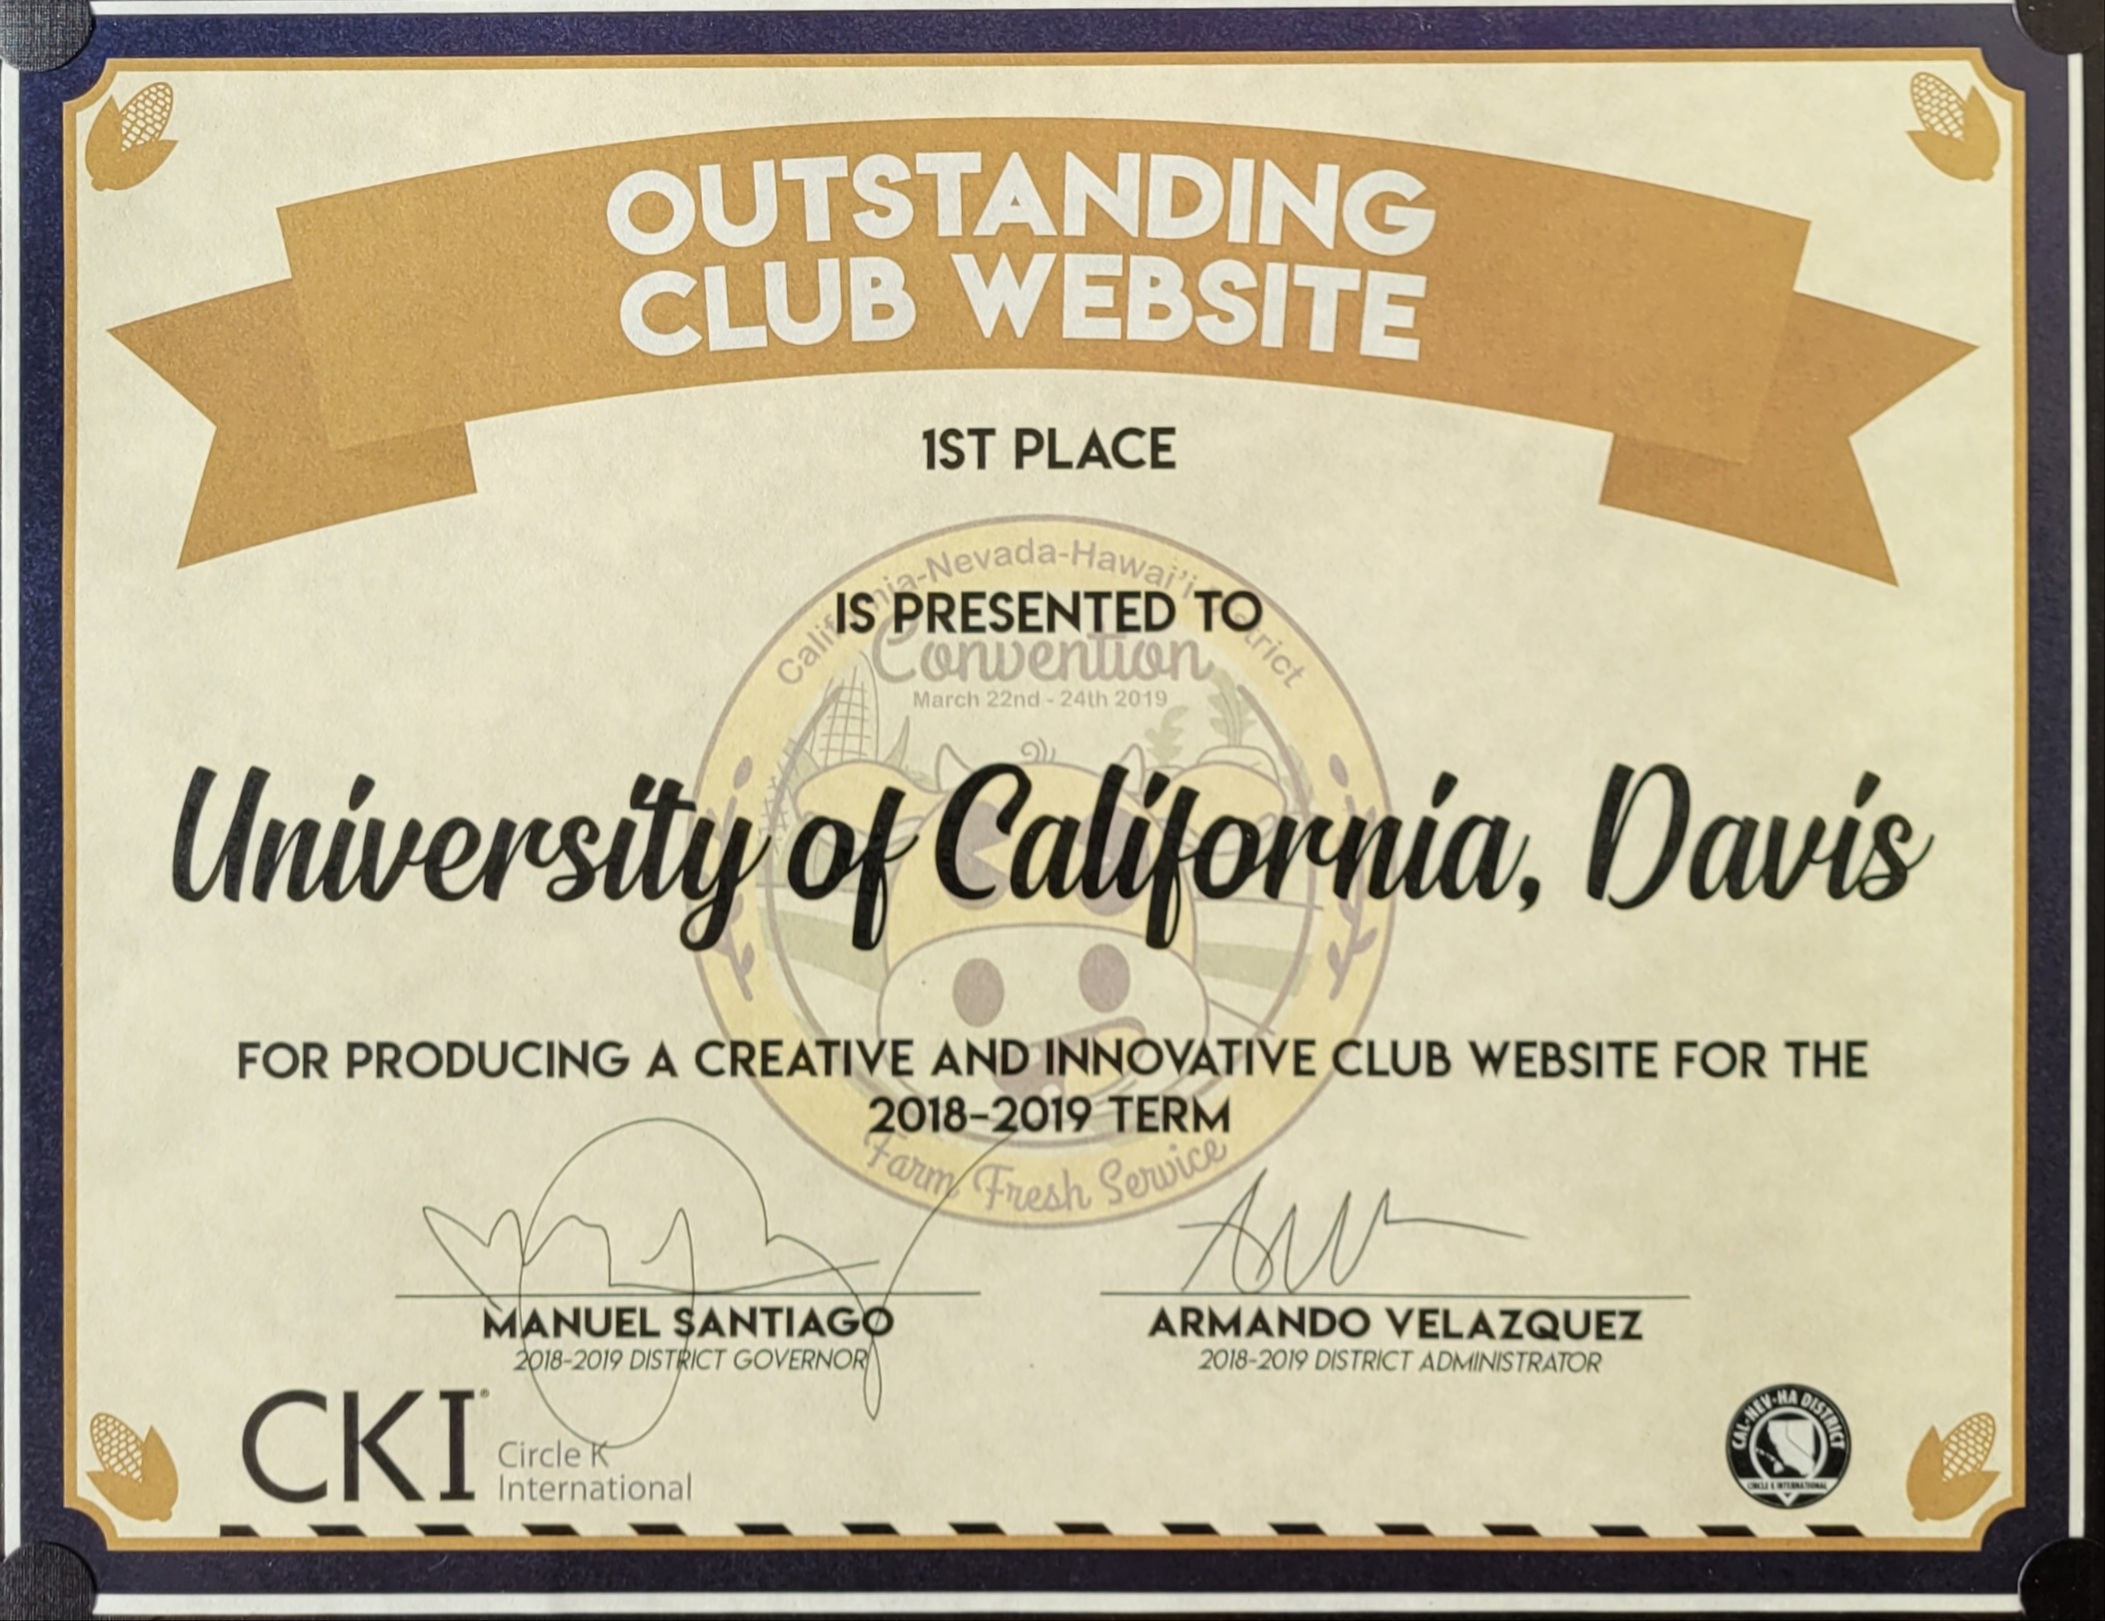 OUTSTANDING
CLUB WEBSITE
1ST PLACE
California-Nevada-Hawai'i District
IS PRESENTED TO
Convention
March 22nd - 24th 2019
University of California, Davis
FOR PRODUCING A CREATIVE AND INNOVATIVE CLUB WEBSITE FOR THE
2018-2019 TERM
Farm Fresh Service
MANUEL SANTIAGO
2018-2019 DISTRICT GOVERNOR
ARMANDO VELAZQUEZ
2018-2019 DISTRICT ADMINISTRATOR
CKI®
Circle K
International
CAL-NEV-HA DISTRICT
CIRCLE K INTERNATIONAL